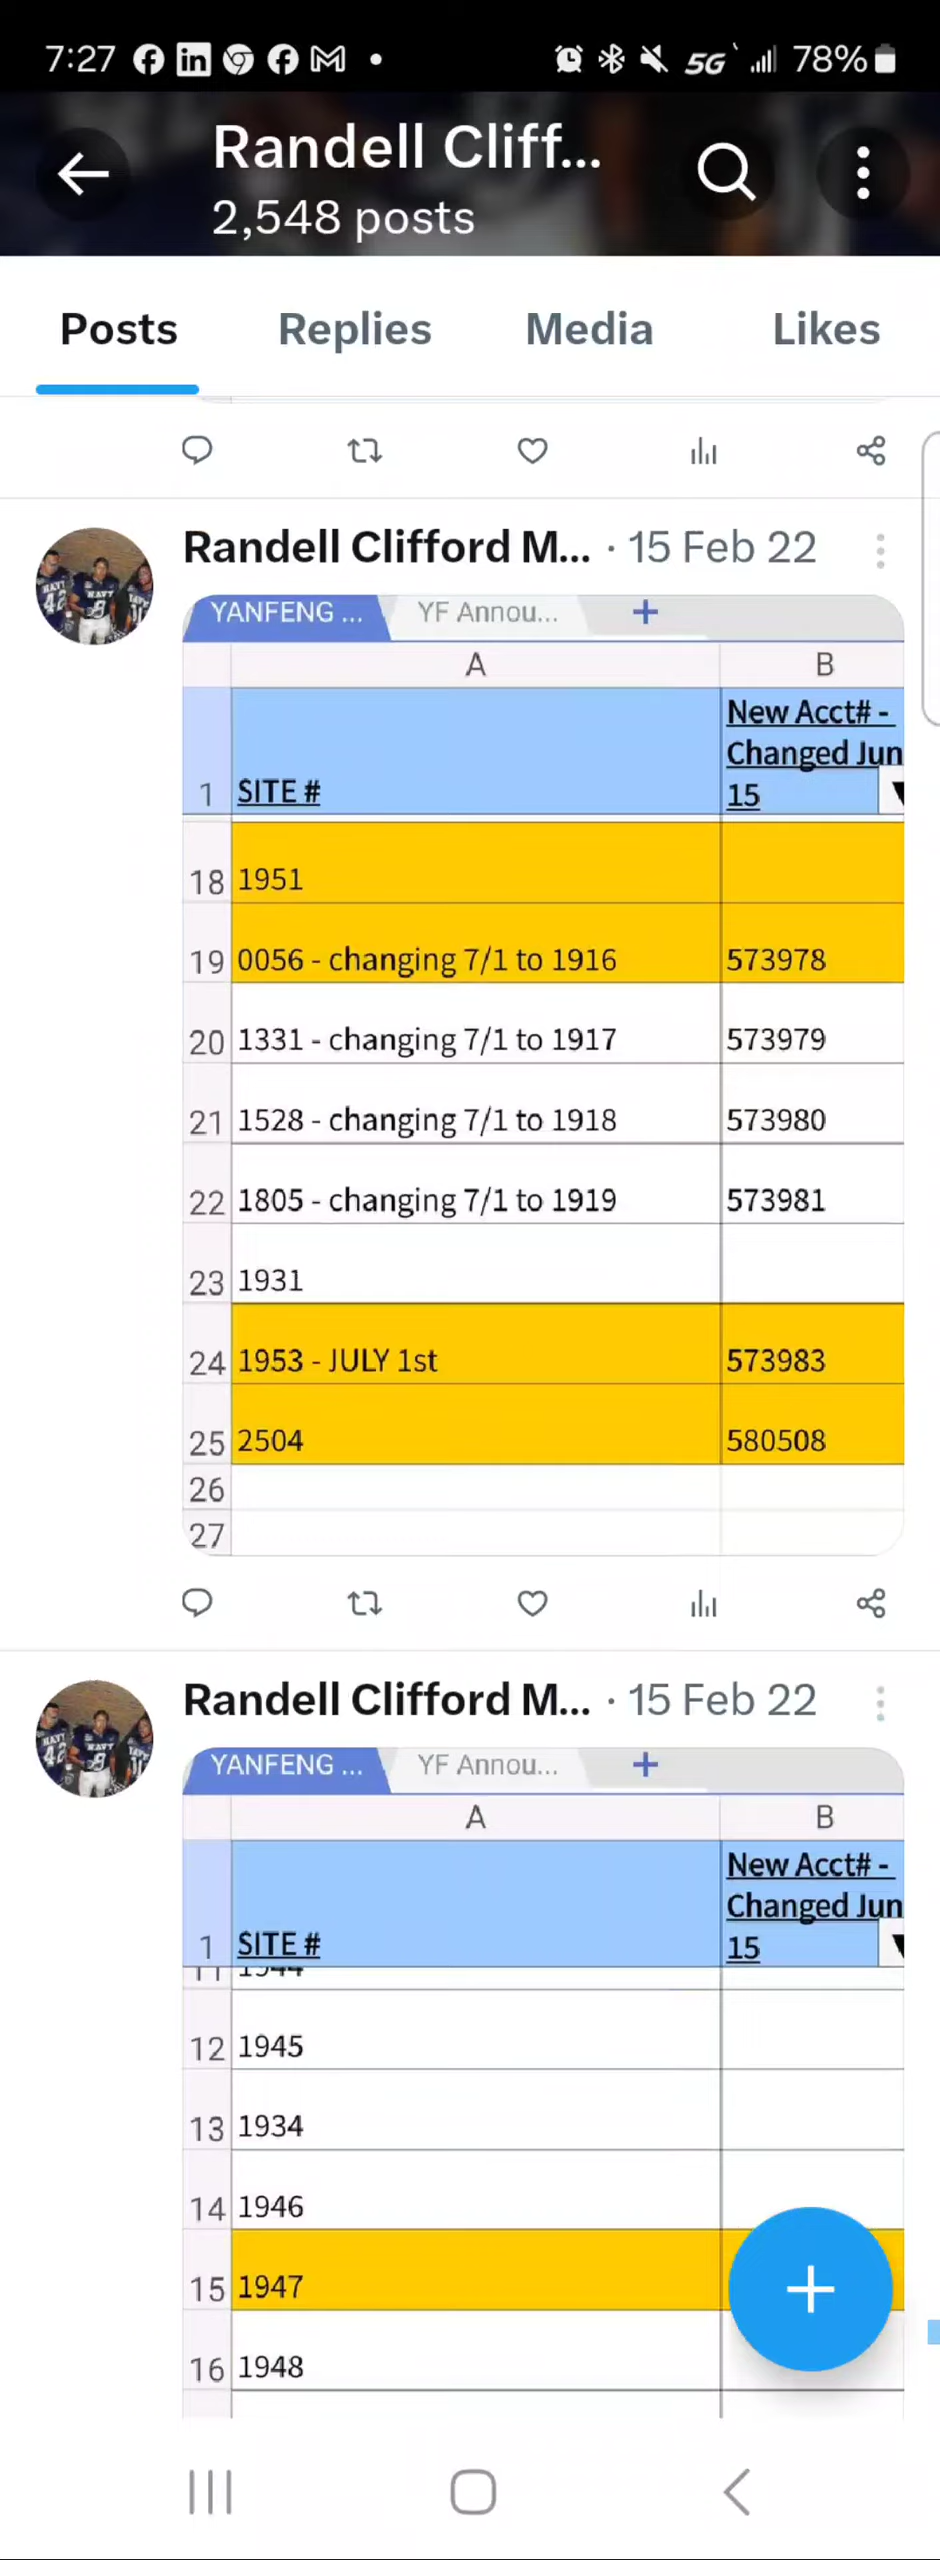 7:27 5G 78%
Randell Cliff...
2,548 posts
Posts Replies Media Likes
Randell Clifford M... · 15 Feb 22
YANFENG ... YF Annou... +
A B
1 SITE # New Acct# - Changed Jun 15
18 1951
19 0056 - changing 7/1 to 1916 573978
20 1331 - changing 7/1 to 1917 573979
21 1528 - changing 7/1 to 1918 573980
22 1805 - changing 7/1 to 1919 573981
23 1931
24 1953 - JULY 1st 573983
25 2504 580508
26
27
Randell Clifford M... · 15 Feb 22
YANFENG ... YF Annou... +
A B
1 SITE # New Acct# - Changed Jun 15
12 1945
13 1934
14 1946
15 1947
16 1948